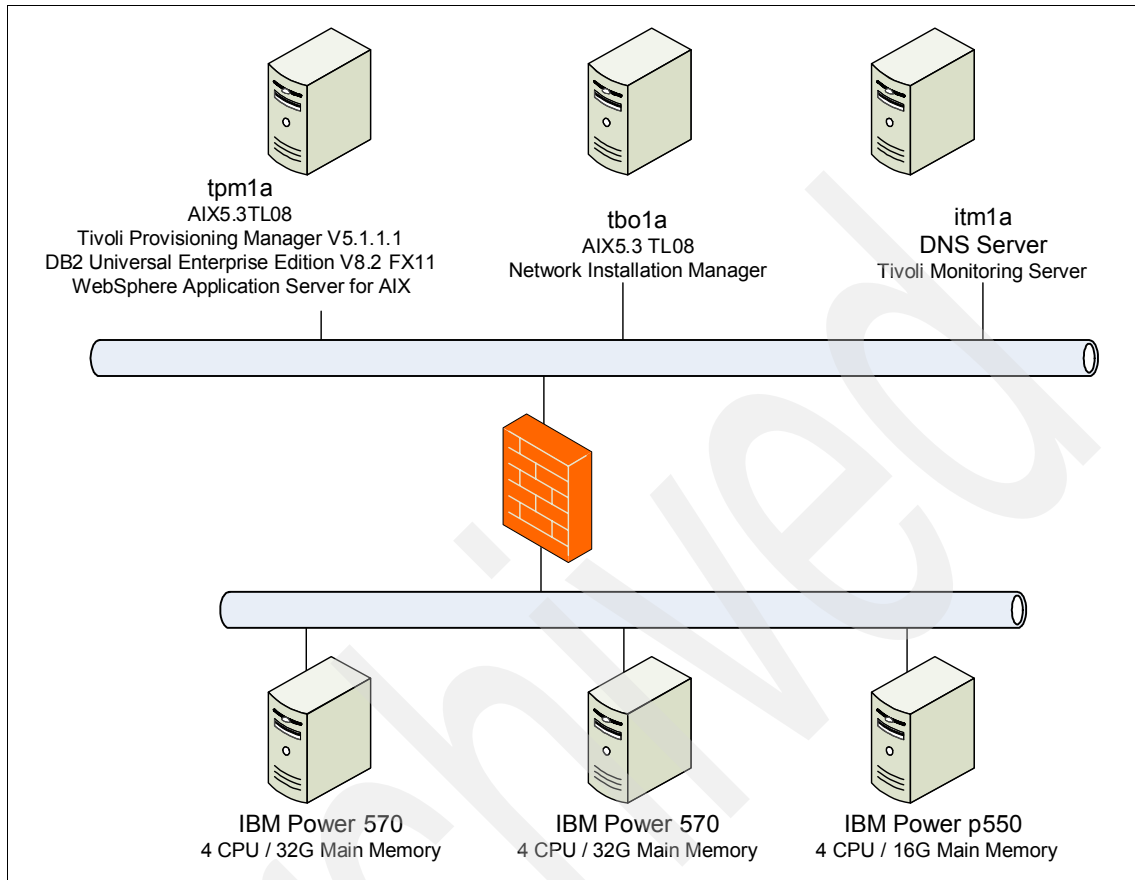 tpm1a
AIX5.3TL08
Tivoli Provisioning Manager V5.1.1.1
DB2 Universal Enterprise Edition V8.2 FX11
WebSphere Application Server for AIX
tbo1a
AIX5.3 TL08
Network Installation Manager
itm1a
DNS Server
Tivoli Monitoring Server
IBM Power 570
4 CPU / 32G Main Memory
IBM Power 570
4 CPU / 32G Main Memory
IBM Power p550
4 CPU / 16G Main Memory